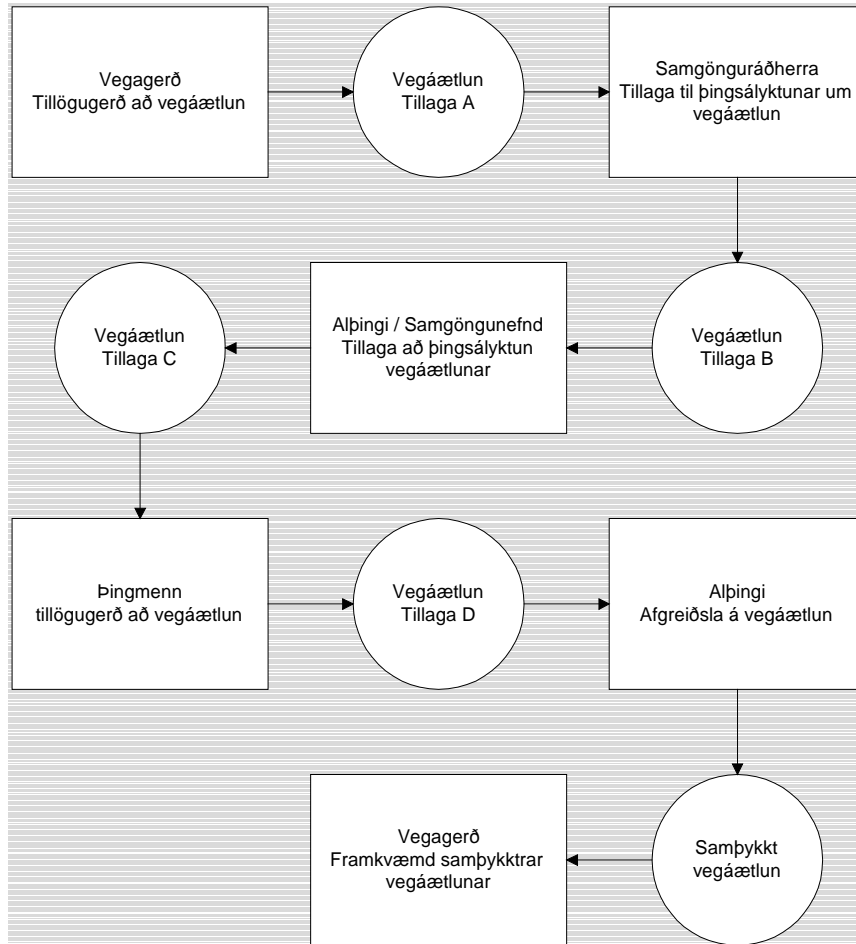 Vegagerð
Tillögugerð að vegáætlun
Vegáætlun
Tillaga A
Samgönguráðherra
Tillaga til þingsályktunar um
vegáætlun
Vegáætlun
Tillaga B
Alþingi / Samgöngunefnd
Tillaga að þingsályktun
vegáætlunar
Vegáætlun
Tillaga C
Þingmenn
tillögugerð að vegáætlun
Vegáætlun
Tillaga D
Alþingi
Afgreiðsla á vegáætlun
Samþykkt
vegáætlun
Vegagerð
Framkvæmd samþykktrar
vegáætlunar